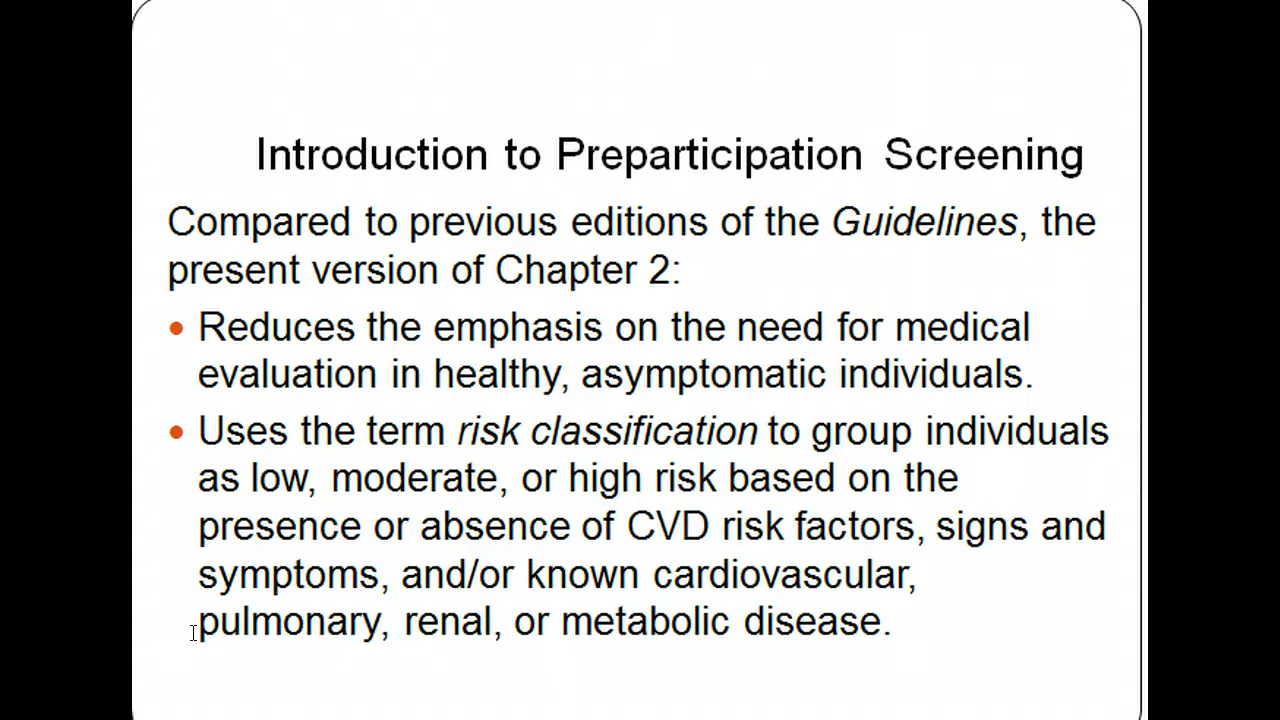 Introduction to Preparticipation Screening
Compared to previous editions of the Guidelines, the
present version of Chapter 2:
• Reduces the emphasis on the need for medical
evaluation in healthy, asymptomatic individuals.
• Uses the term risk classification to group individuals
as low, moderate, or high risk based on the
presence or absence of CVD risk factors, signs and
symptoms, and/or known cardiovascular,
pulmonary, renal, or metabolic disease.